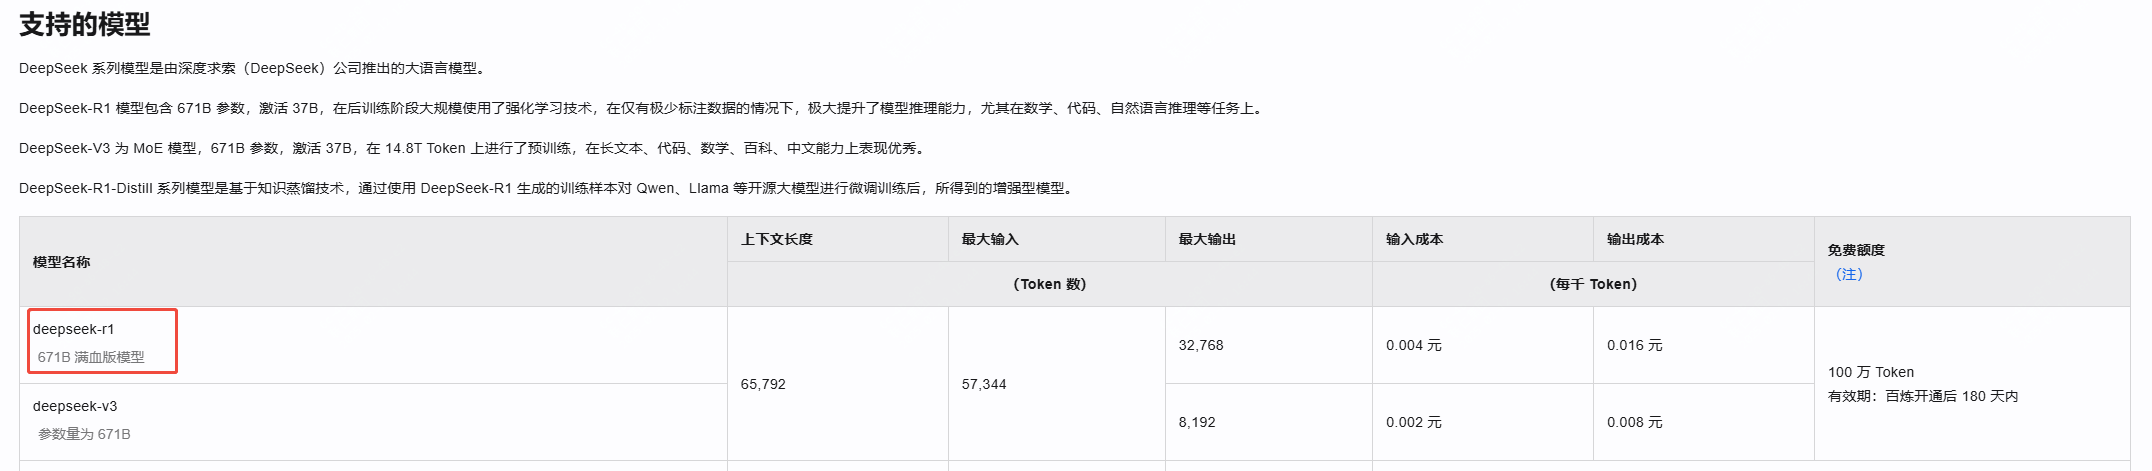 支持的模型
DeepSeek 系列模型是由深度求索（DeepSeek）公司推出的大语言模型。
DeepSeek-R1 模型包含 671B 参数，激活 37B，在后训练阶段大规模使用了强化学习技术，在仅有极少标注数据的情况下，极大提升了模型推理能力，尤其在数学、代码、自然语言推理等任务上。
DeepSeek-V3 为 MoE 模型，671B 参数，激活 37B，在 14.8T Token 上进行了预训练，在长文本、代码、数学、百科、中文能力上表现优秀。
DeepSeek-R1-Distill 系列模型是基于知识蒸馏技术，通过使用 DeepSeek-R1 生成的训练样本对 Qwen、Llama 等开源大模型进行微调训练后，所得到的增强型模型。
模型名称
上下文长度
最大输入
最大输出
输入成本
输出成本
免费额度
（注）
（Token 数）
（每千 Token）
deepseek-r1
671B 满血版模型
65,792
57,344
32,768
0.004 元
0.016 元
100 万 Token
有效期：百炼开通后 180 天内
deepseek-v3
参数量为 671B
8,192
0.002 元
0.008 元